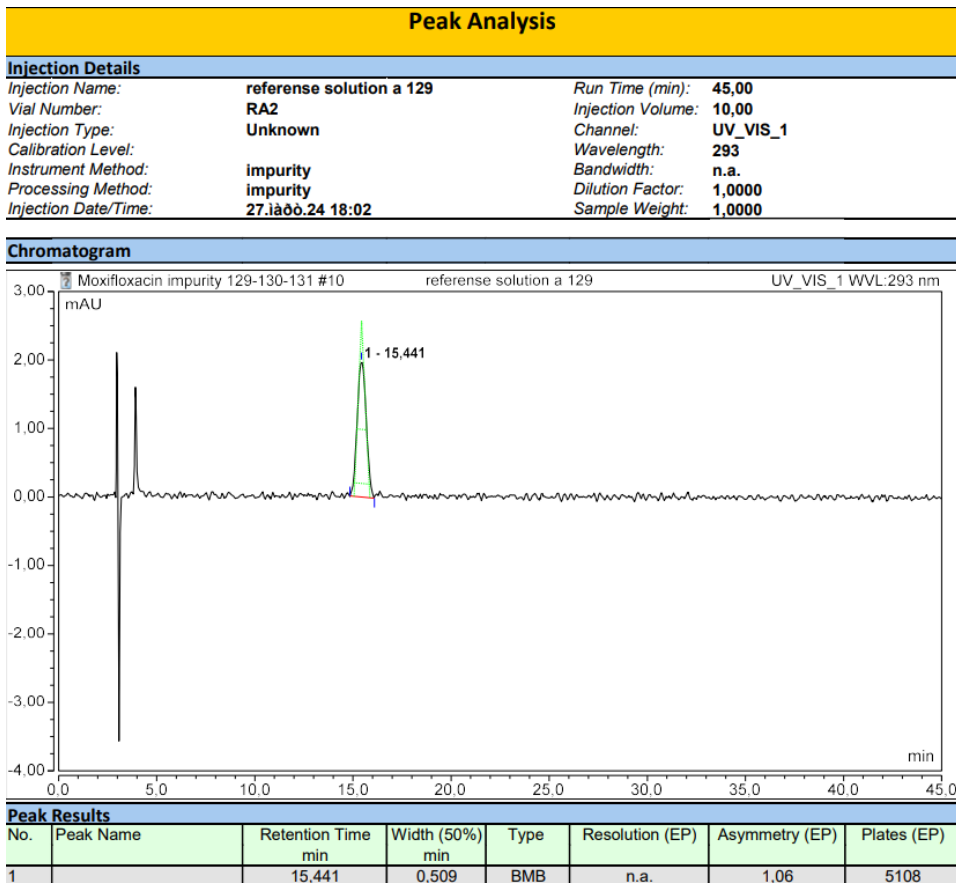 Peak Analysis
Injection Details
Injection Name: referense solution a 129 Run Time (min): 45,00
Vial Number: RA2 Injection Volume: 10,00
Injection Type: Unknown Channel: UV_VIS_1
Calibration Level: Wavelength: 293
Instrument Method: impurity Bandwidth: n.a.
Processing Method: impurity Dilution Factor: 1,0000
Injection Date/Time: 27.ìàðò.24 18:02 Sample Weight: 1,0000
Chromatogram
Moxifloxacin impurity 129-130-131 #10 referense solution a 129 UV_VIS_1 WVL:293 nm
3,00
mAU
1 - 15,441
2,00
1,00
0,00
-1,00
-2,00
-3,00
min
-4,00
0,0 5,0 10,0 15,0 20,0 25,0 30,0 35,0 40,0 45,0
Peak Results
No. Peak Name Retention Time Width (50%) Type Resolution (EP) Asymmetry (EP) Plates (EP)
min min
1 15,441 0,509 BMB n.a. 1,06 5108